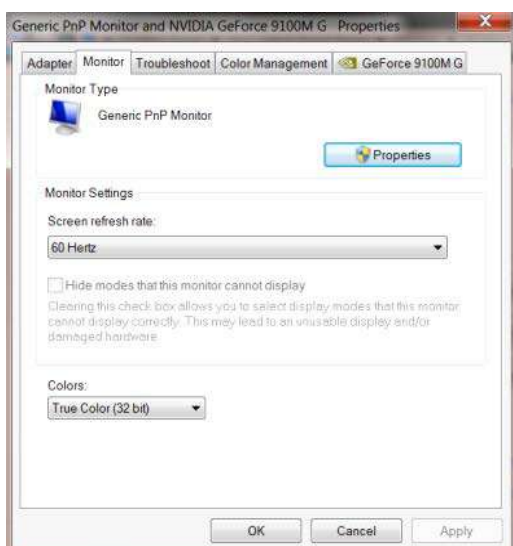 Generic PnP Monitor and NVIDIA GeForce 9100M G Properties
Adapter Monitor Troubleshoot Color Management GeForce 9100M G
Monitor Type
Generic PnP Monitor
Properties
Monitor Settings
Screen refresh rate:
60 Hertz
Hide modes that this monitor cannot display
Clearing this check box allows you to select display modes that this monitor
cannot display correctly. This may lead to an unusable display and/or
damaged hardware.
Colors:
True Color (32 bit)
OK Cancel Apply